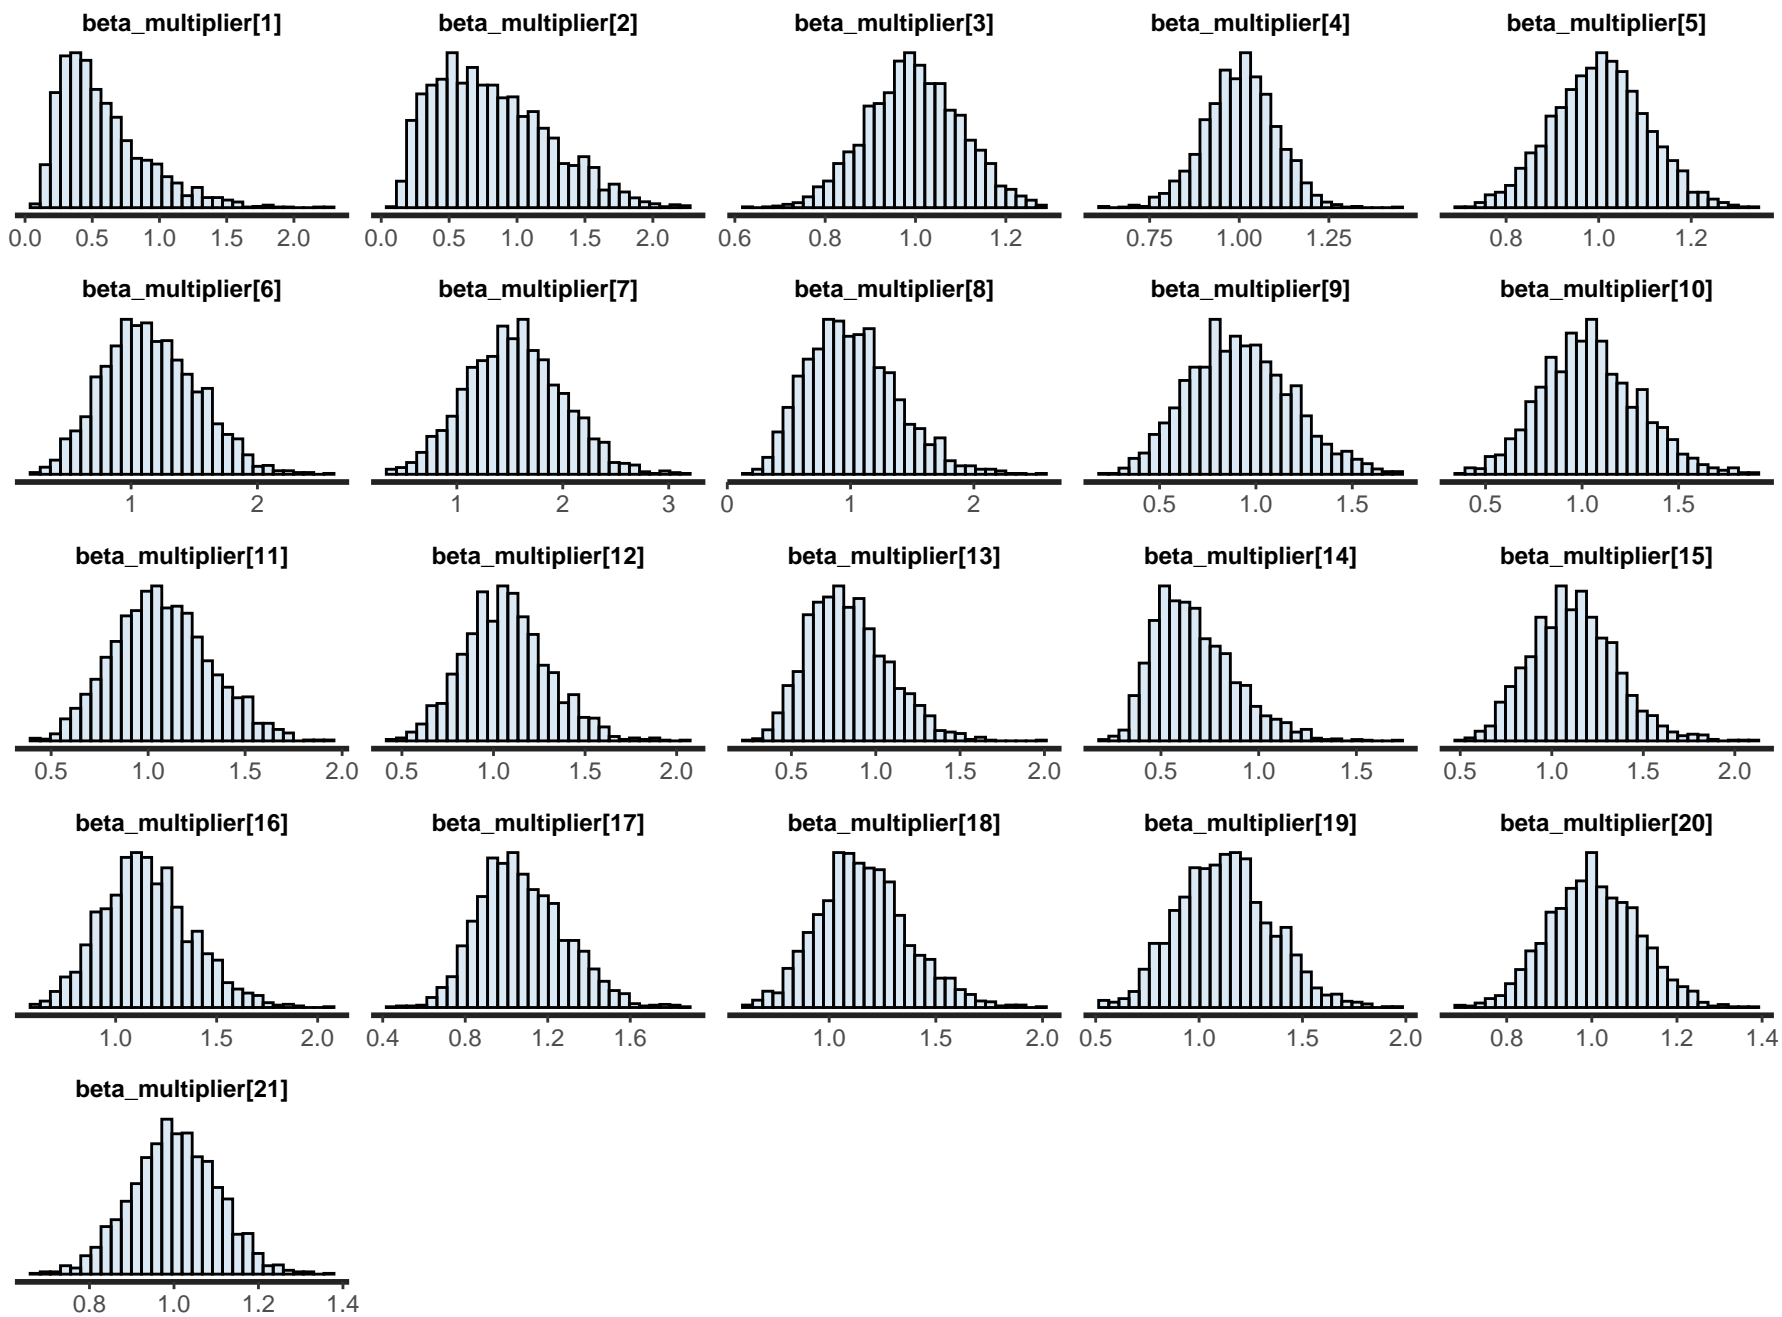 beta_multiplier[1] beta_multiplier[2] beta_multiplier[3] beta_multiplier[4] beta_multiplier[5]
0.0 0.5 1.0 1.5 2.0 0.0 0.5 1.0 1.5 2.0 0.6 0.8 1.0 1.2 0.75 1.00 1.25 0.8 1.0 1.2
beta_multiplier[6] beta_multiplier[7] beta_multiplier[8] beta_multiplier[9] beta_multiplier[10]
1 2 1 2 3 0 1 2 0.5 1.0 1.5 0.5 1.0 1.5
beta_multiplier[11] beta_multiplier[12] beta_multiplier[13] beta_multiplier[14] beta_multiplier[15]
0.5 1.0 1.5 2.0 0.5 1.0 1.5 2.0 0.5 1.0 1.5 2.0 0.5 1.0 1.5 0.5 1.0 1.5 2.0
beta_multiplier[16] beta_multiplier[17] beta_multiplier[18] beta_multiplier[19] beta_multiplier[20]
1.0 1.5 2.0 0.4 0.8 1.2 1.6 1.0 1.5 2.0 0.5 1.0 1.5 2.0 0.8 1.0 1.2 1.4
beta_multiplier[21]
0.8 1.0 1.2 1.4